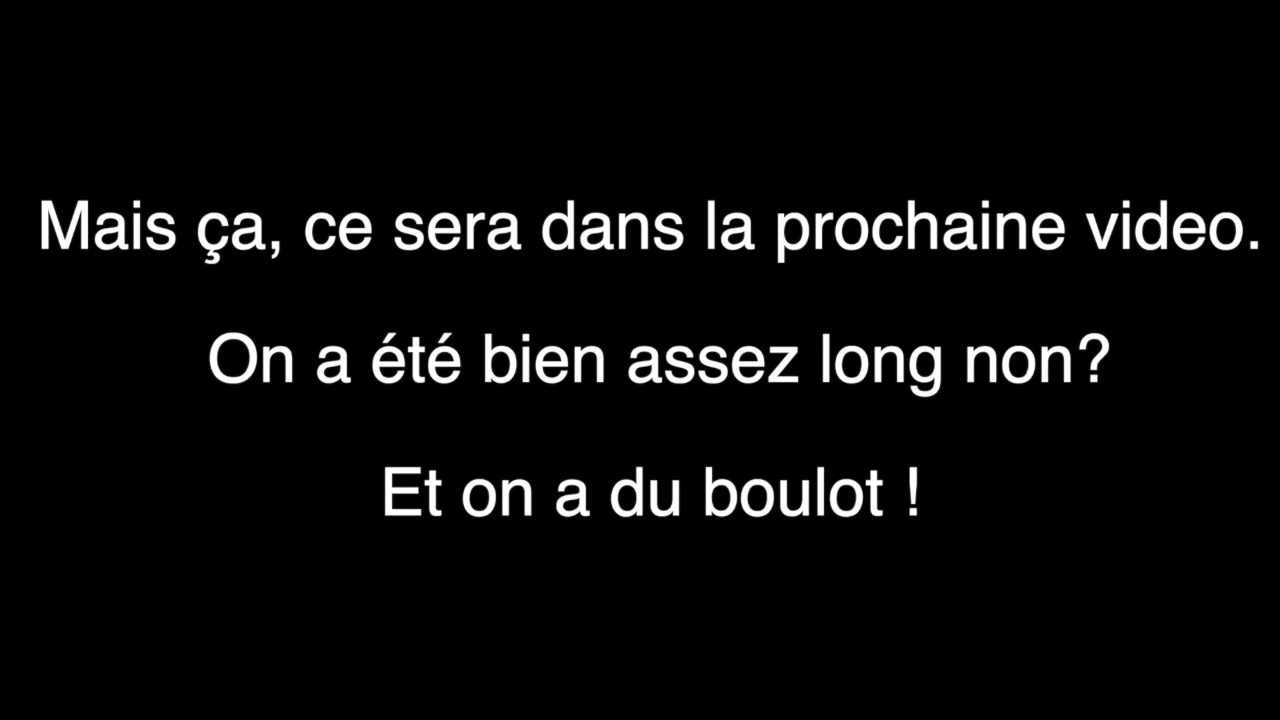 Mais ça, ce sera dans la prochaine video.
On a été bien assez long non?
Et on a du boulot !